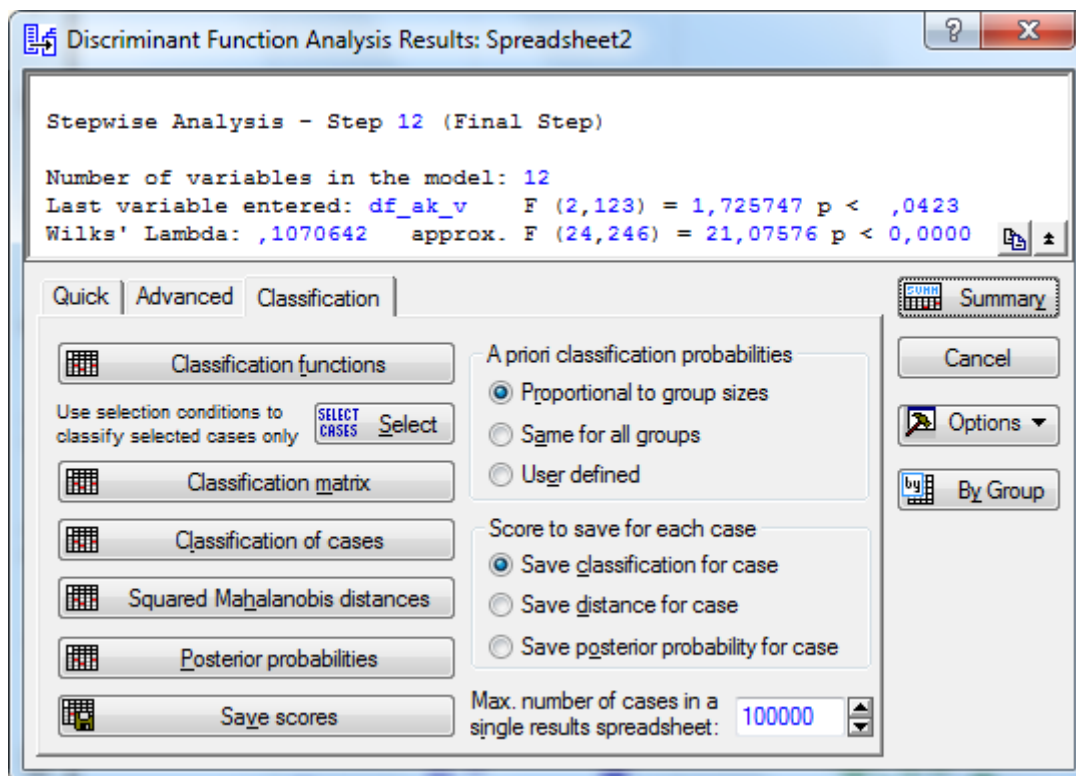 Discriminant Function Analysis Results: Spreadsheet2
Stepwise Analysis - Step 12 (Final Step)
Number of variables in the model: 12
Last variable entered: df_ak_v F (2,123) = 1,725747 p < ,0423
Wilks' Lambda: ,1070642 approx. F (24,246) = 21,07576 p < 0,0000
Quick
Advanced
Classification
Classification functions
Use selection conditions to
classify selected cases only
SELECT
CASES
Select
Classification matrix
Classification of cases
Squared Mahalanobis distances
Posterior probabilities
Save scores
A priori classification probabilities
Proportional to group sizes
Same for all groups
User defined
Score to save for each case
Save classification for case
Save distance for case
Save posterior probability for case
Max. number of cases in a
single results spreadsheet:
100000
SUMM
Summary
Cancel
Options
by
By Group